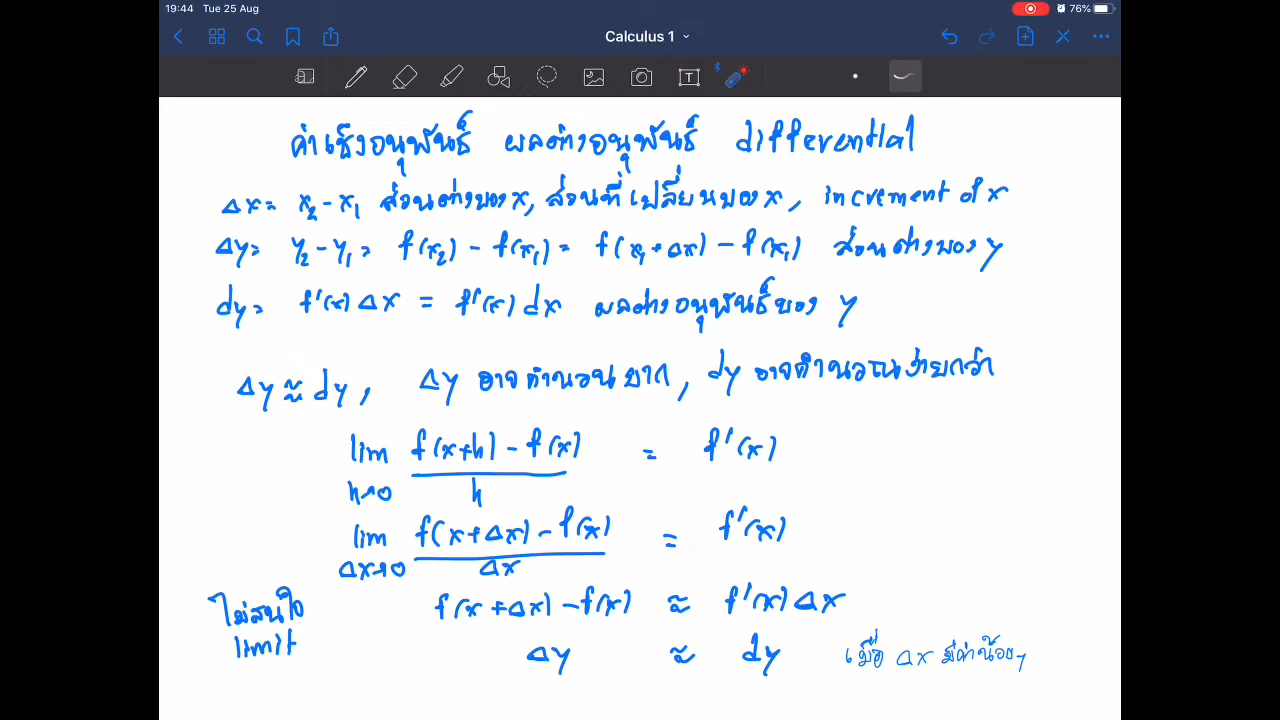 19:44 Tue 25 Aug 76%
Calculus 1
T
ค่าเชิงอนุพันธ์ ผลต่างอนุพันธ์ differential
Δx = x₂ - x₁ ส่วนต่างของ x, ส่วนที่เปลี่ยนของ x, increment of x
Δy = y₂ - y₁ = f(x₂) - f(x₁) = f(x₁+Δx) - f(x₁) ส่วนต่างของ y
dy = f'(x) Δx = f'(x) dx ผลต่างอนุพันธ์ของ y
Δy ≈ dy, Δy อาจคำนวนยาก, dy อาจคำนวณง่ายกว่า
lim f(x+h) - f(x) = f'(x)
h→0 h
lim f(x+Δx) - f(x) = f'(x)
Δx→0 Δx
ไม่สนใจ f(x+Δx) - f(x) ≈ f'(x) Δx
limit Δy ≈ dy เมื่อ Δx มีค่าน้อยๆ